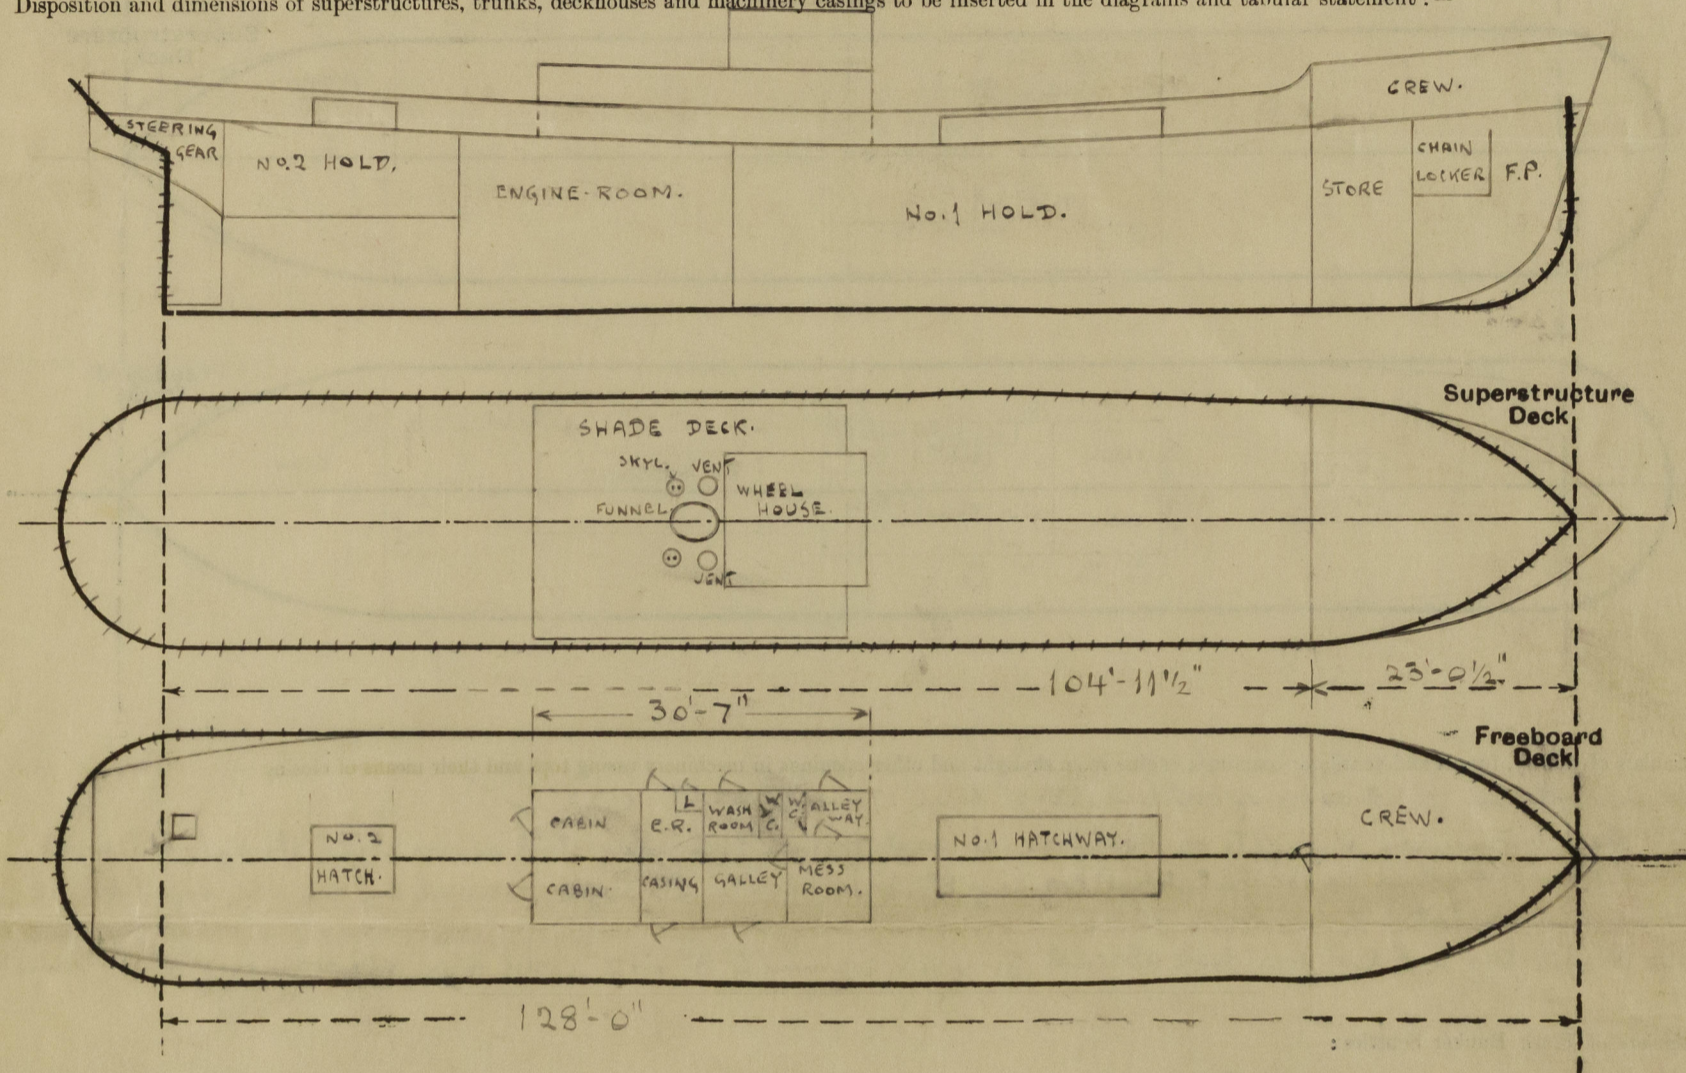 Disposition and dimensions of superstructures, trunks, deckhouses and machinery casings to be inserted in the diagrams and tabular statement :—
CREW.
STEERING
GEAR
No.2 HOLD.
ENGINE-ROOM.
No.1 HOLD.
STORE
CHAIN
LOCKER
F.P.
Superstructure
Deck
SHADE DECK.
SKYL.
VENT
WHEEL
HOUSE.
FUNNEL
VENT
104'-11½"
23'-0½"
30'-7"
Freeboard
Deck
No.2
HATCH.
CABIN
CABIN.
E.R.
CASING
L
WASH
ROOM
W.
C.
W.
C.
ALLEY
WAY.
GALLEY
MESS
ROOM.
No.1 HATCHWAY.
CREW.
128'-0"